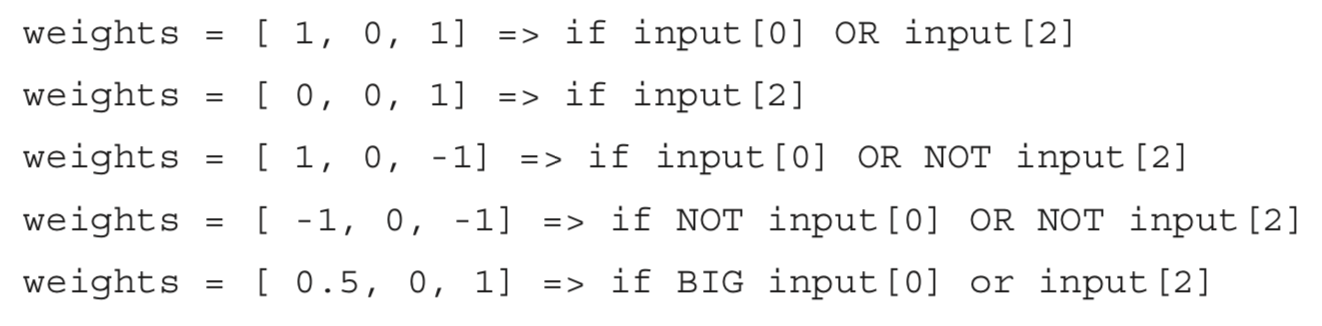 weights = [ 1, 0, 1] => if input[0] OR input[2]
weights = [ 0, 0, 1] => if input[2]
weights = [ 1, 0, -1] => if input[0] OR NOT input[2]
weights = [ -1, 0, -1] => if NOT input[0] OR NOT input[2]
weights = [ 0.5, 0, 1] => if BIG input[0] or input[2]